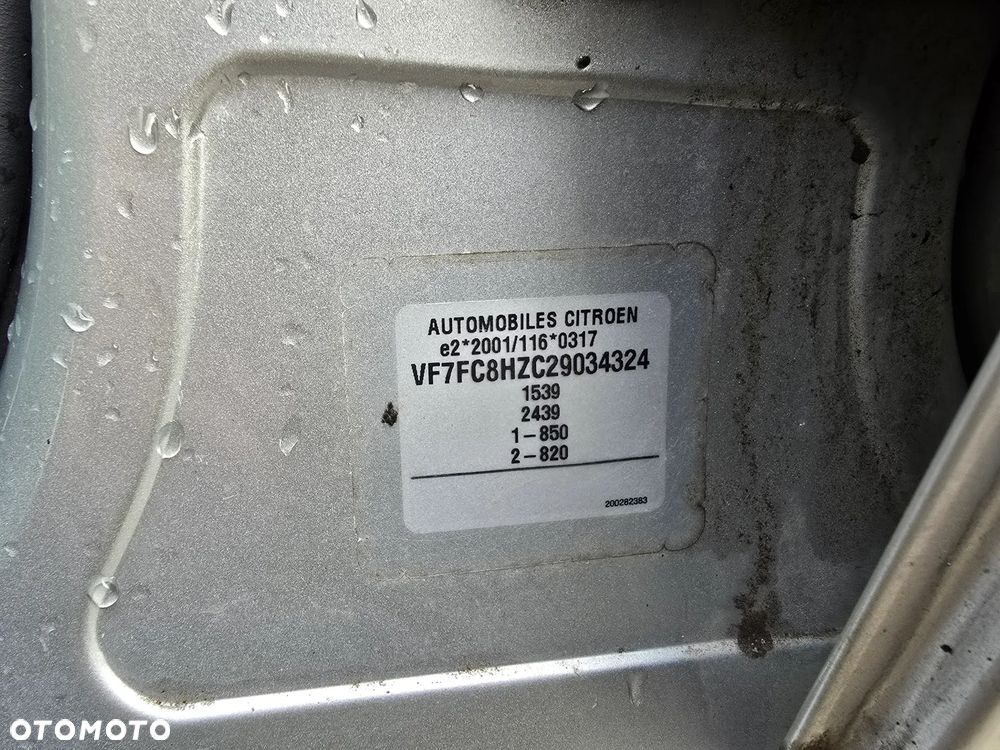 AUTOMOBILES CITROEN
e2*2001/116*0317
VF7FC8HZC29034324
1539
2439
1-850
2-820
200282383
OTOMOTO